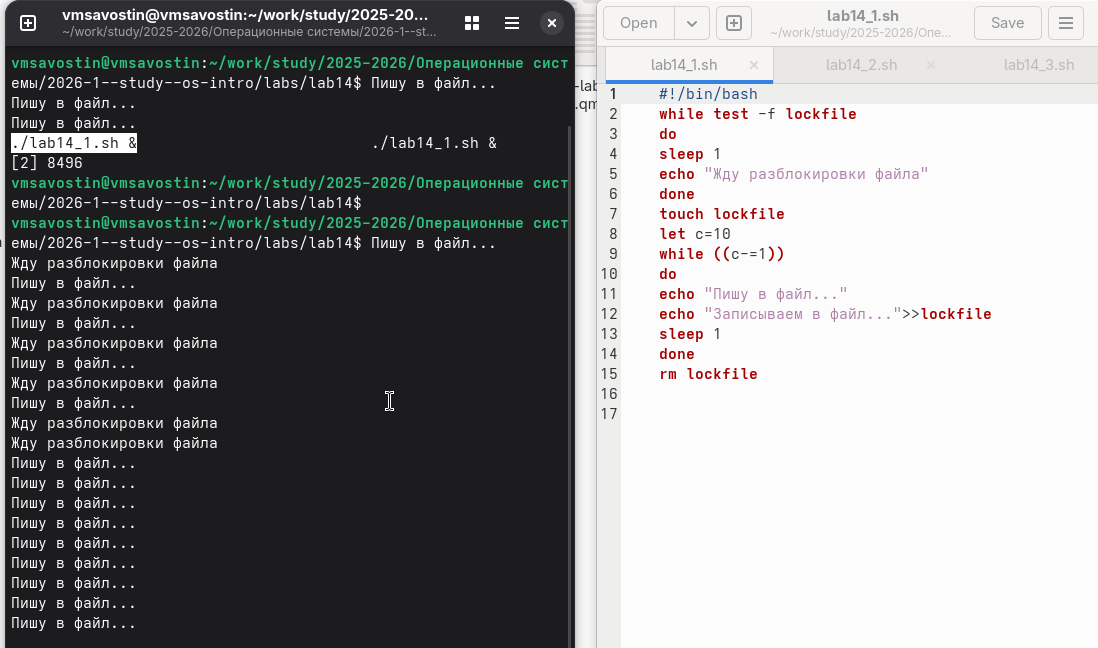 vmsavostin@vmsavostin:~/work/study/2025-20...
~/work/study/2025-2026/Операционные системы/2026-1--st...
vmsavostin@vmsavostin:~/work/study/2025-2026/Операционные сист
емы/2026-1--study--os-intro/labs/lab14$ Пишу в файл...
Пишу в файл...
Пишу в файл...
./lab14_1.sh & ./lab14_1.sh &
[2] 8496
vmsavostin@vmsavostin:~/work/study/2025-2026/Операционные сист
емы/2026-1--study--os-intro/labs/lab14$
vmsavostin@vmsavostin:~/work/study/2025-2026/Операционные сист
емы/2026-1--study--os-intro/labs/lab14$ Пишу в файл...
Жду разблокировки файла
Пишу в файл...
Жду разблокировки файла
Пишу в файл...
Жду разблокировки файла
Пишу в файл...
Жду разблокировки файла
Пишу в файл...
Жду разблокировки файла
Жду разблокировки файла
Пишу в файл...
Пишу в файл...
Пишу в файл...
Пишу в файл...
Пишу в файл...
Пишу в файл...
Пишу в файл...
Пишу в файл...
Пишу в файл...
-lab
.qm
Open
lab14_1.sh
~/work/study/2025-2026/Опе...
Save
lab14_1.sh
lab14_2.sh
lab14_3.sh
1 #!/bin/bash
2 while test -f lockfile
3 do
4 sleep 1
5 echo "Жду разблокировки файла"
6 done
7 touch lockfile
8 let c=10
9 while ((c-=1))
10 do
11 echo "Пишу в файл..."
12 echo "Записываем в файл...">>lockfile
13 sleep 1
14 done
15 rm lockfile
16
17